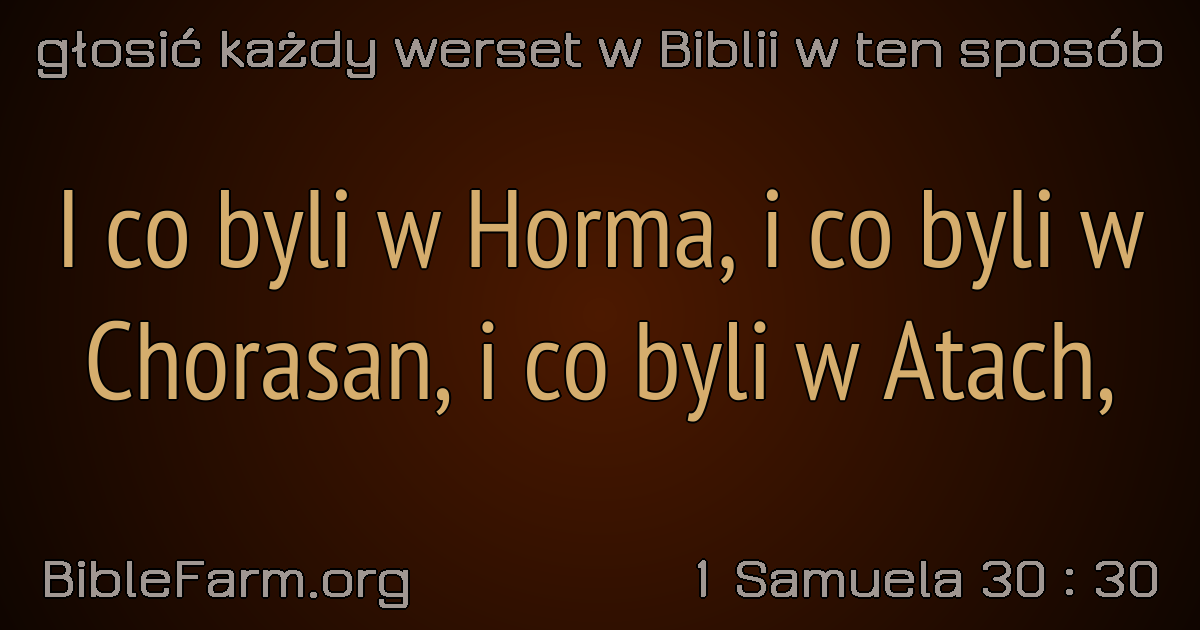 głosić każdy werset w Biblii w ten sposób
I co byli w Horma, i co byli w
Chorasan, i co byli w Atach,
BibleFarm.org
1 Samuela 30 : 30